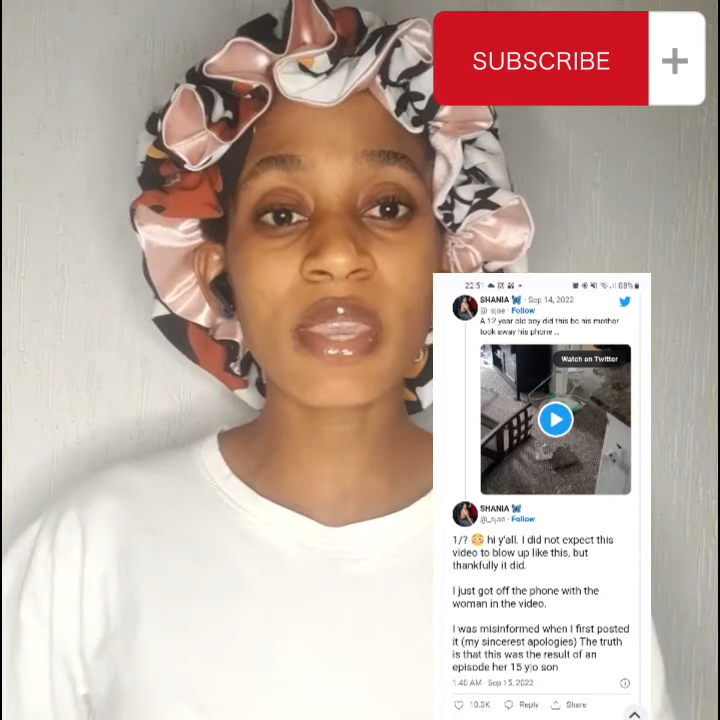 SUBSCRIBE +
22:51 88%
SHANIA · Sep 14, 2022
Follow
A 12 year old boy did this bc his mother
took away his phone ...
Watch on Twitter
SHANIA
Follow
1/? 😳 hi y'all. I did not expect this
video to blow up like this, but
thankfully it did.
I just got off the phone with the
woman in the video.
I was misinformed when I first posted
it (my sincerest apologies) The truth
is that this was the result of an
episode her 15 y|o son
1:40 AM · Sep 15, 2022
10.3K Reply Share